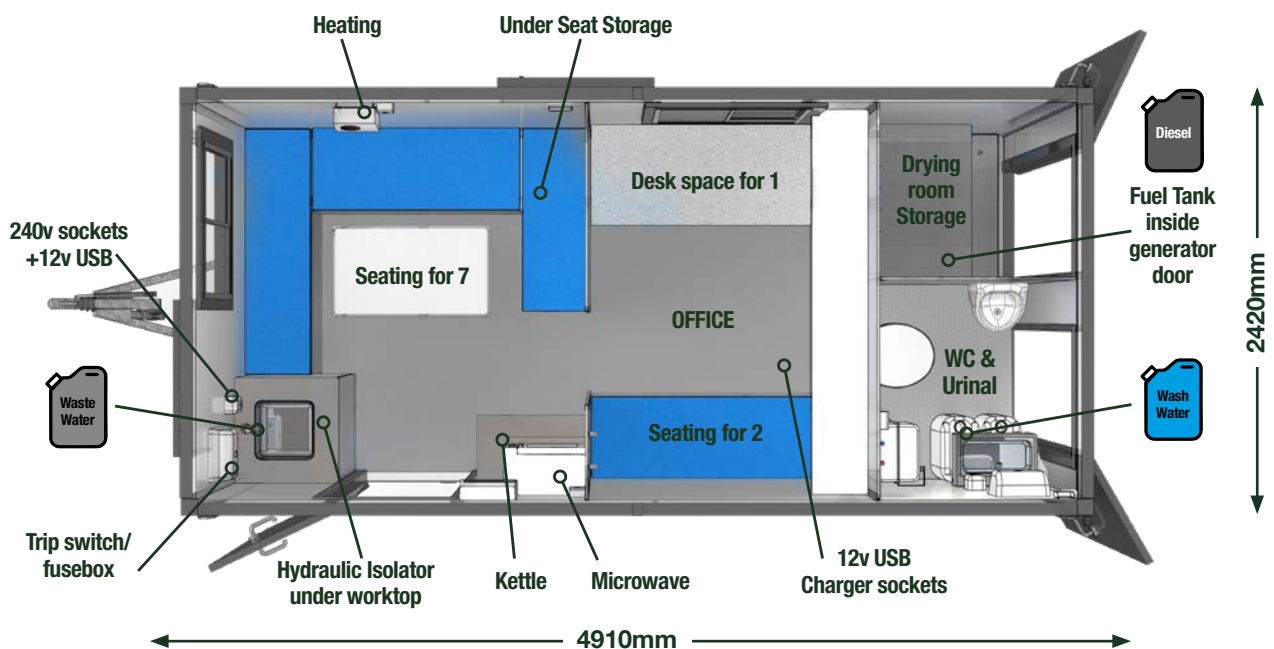 Heating
Under Seat Storage
Diesel
Desk space for 1
Drying
room
Storage
Fuel Tank
inside
generator
door
240v sockets
+12v USB
Seating for 7
OFFICE
2420mm
WC &
Urinal
Waste
Water
Wash
Water
Seating for 2
Trip switch/
fusebox
Hydraulic Isolator
under worktop
Kettle
Microwave
12v USB
Charger sockets
4910mm